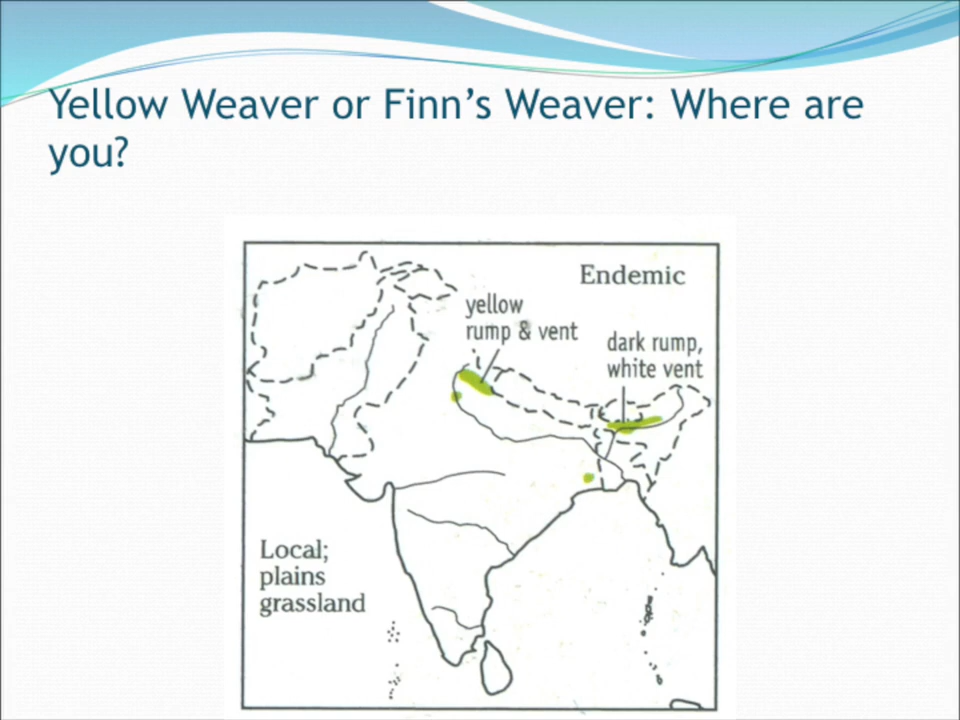 Yellow Weaver or Finn’s Weaver: Where are
you?
Endemic
yellow
rump & vent
dark rump,
white vent
Local;
plains
grassland